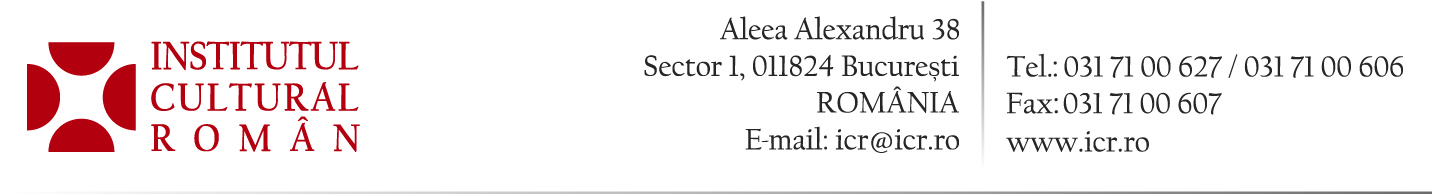 INSTITUTUL
CULTURAL
ROMÂN
Aleea Alexandru 38
Sector 1, 011824 București
ROMÂNIA
E-mail: icr@icr.ro
Tel.: 031 71 00 627 / 031 71 00 606
Fax: 031 71 00 607
www.icr.ro